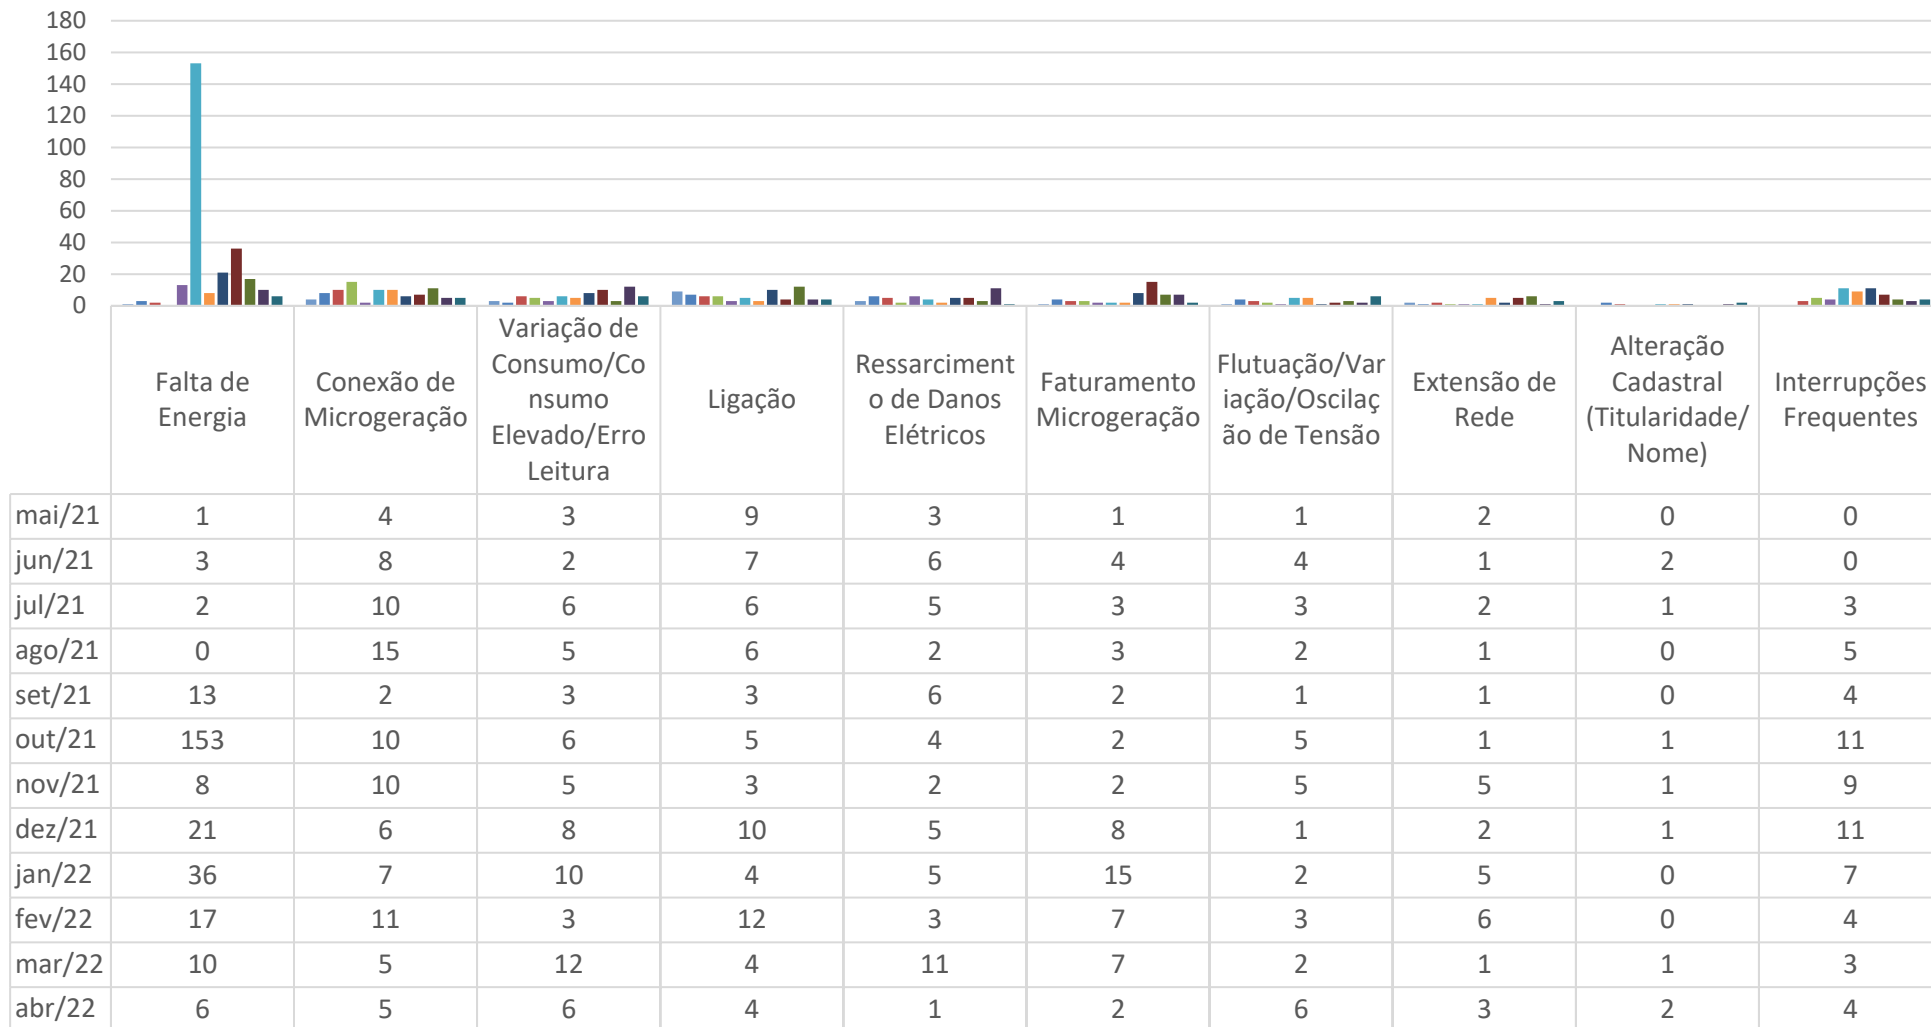 180
160
140
120
100
80
60
40
20
0
Falta de
Energia
Conexão de
Microgeração
Variação de
Consumo/Co
nsumo
Elevado/Erro
Leitura
Ligação
Ressarciment
o de Danos
Elétricos
Faturamento
Microgeração
Flutuação/Var
iação/Oscilaç
ão de Tensão
Extensão de
Rede
Alteração
Cadastral
(Titularidade/
Nome)
Interrupções
Frequentes
mai/21 1 4 3 9 3 1 1 2 0 0
jun/21 3 8 2 7 6 4 4 1 2 0
jul/21 2 10 6 6 5 3 3 2 1 3
ago/21 0 15 5 6 2 3 2 1 0 5
set/21 13 2 3 3 6 2 1 1 0 4
out/21 153 10 6 5 4 2 5 1 1 11
nov/21 8 10 5 3 2 2 5 5 1 9
dez/21 21 6 8 10 5 8 1 2 1 11
jan/22 36 7 10 4 5 15 2 5 0 7
fev/22 17 11 3 12 3 7 3 6 0 4
mar/22 10 5 12 4 11 7 2 1 1 3
abr/22 6 5 6 4 1 2 6 3 2 4